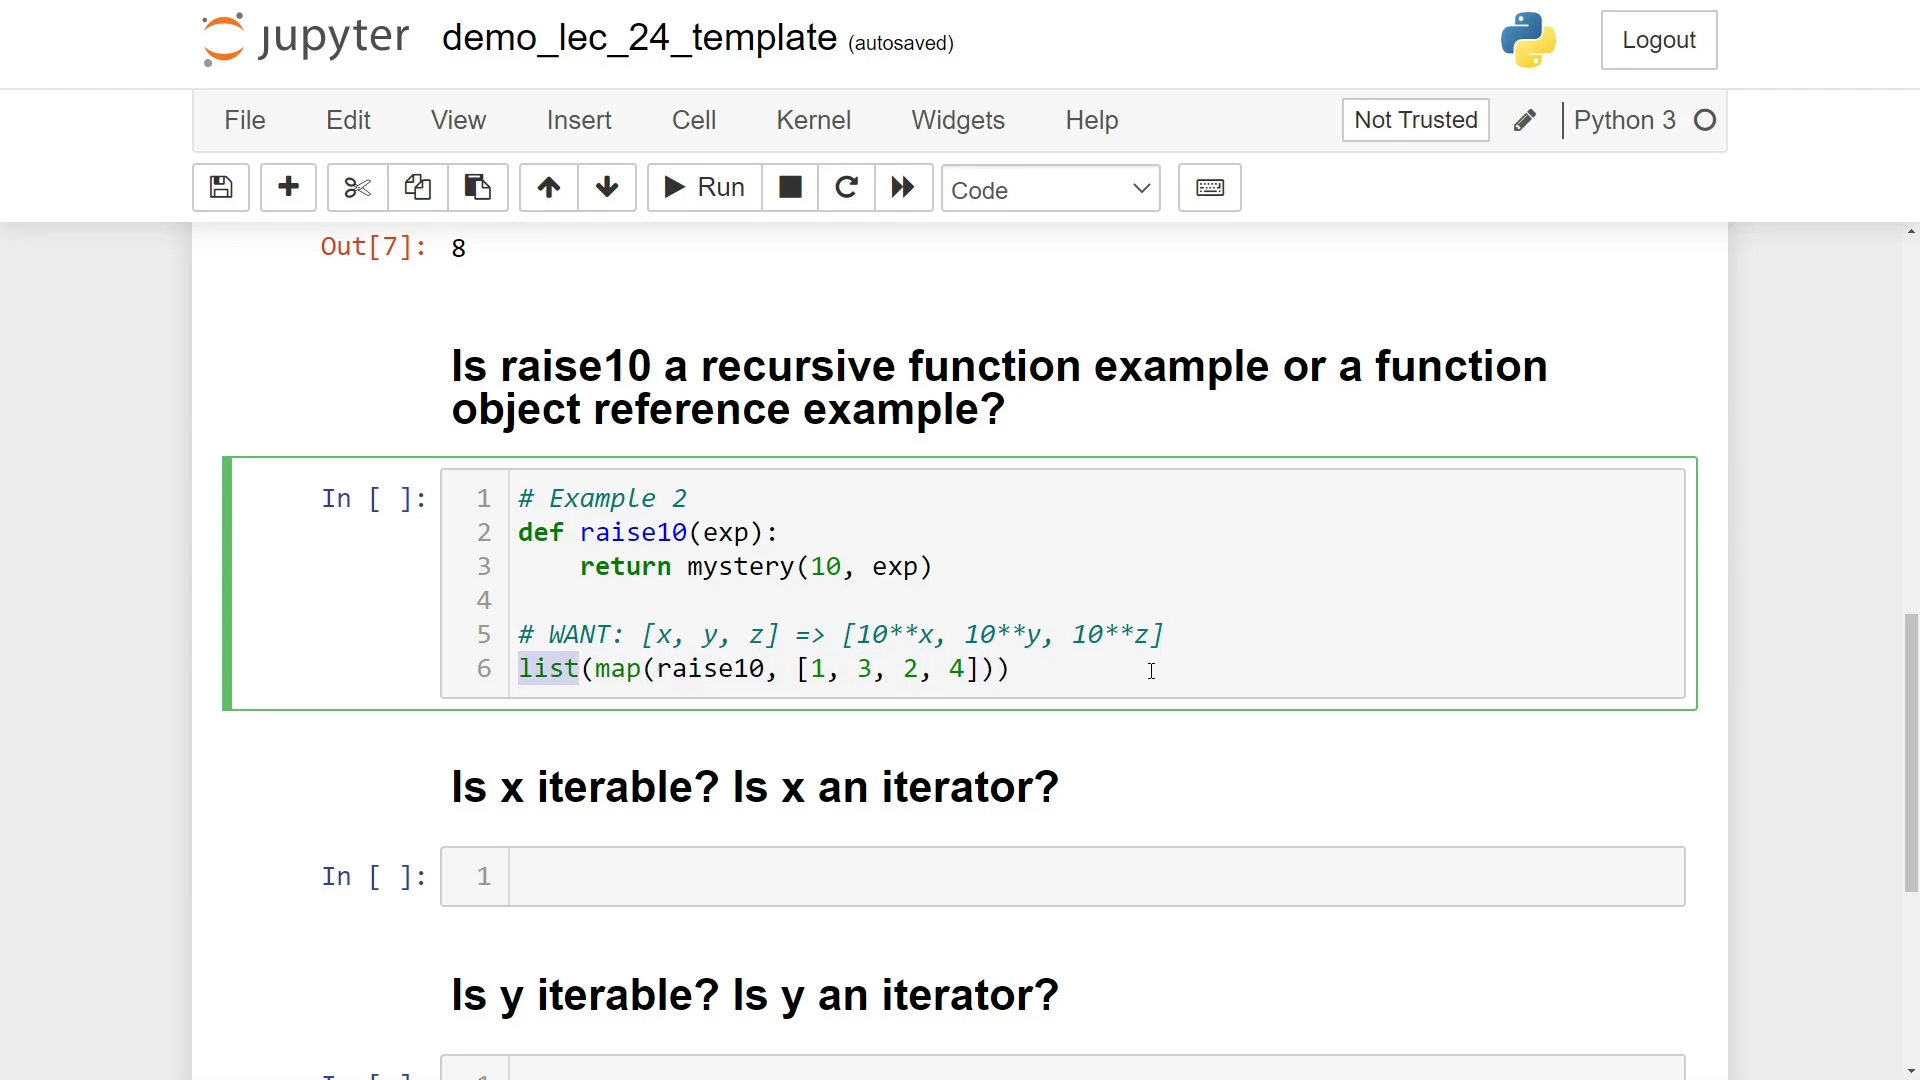 jupyter demo_lec_24_template (autosaved) Logout
File Edit View Insert Cell Kernel Widgets Help Not Trusted Python 3
Run Code
Out[7]: 8
Is raise10 a recursive function example or a function
object reference example?
In [ ]: 1 # Example 2
2 def raise10(exp):
3     return mystery(10, exp)
4
5 # WANT: [x, y, z] => [10**x, 10**y, 10**z]
6 list(map(raise10, [1, 3, 2, 4]))
Is x iterable? Is x an iterator?
In [ ]: 1
Is y iterable? Is y an iterator?